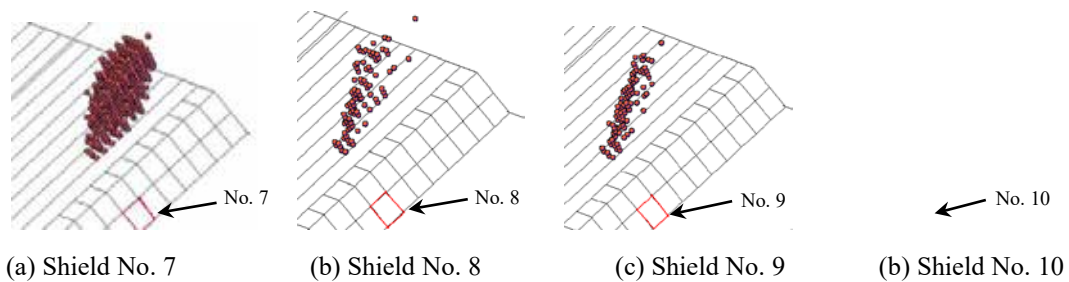 No. 7
No. 8
No. 9
No. 10
(a) Shield No. 7
(b) Shield No. 8
(c) Shield No. 9
(b) Shield No. 10